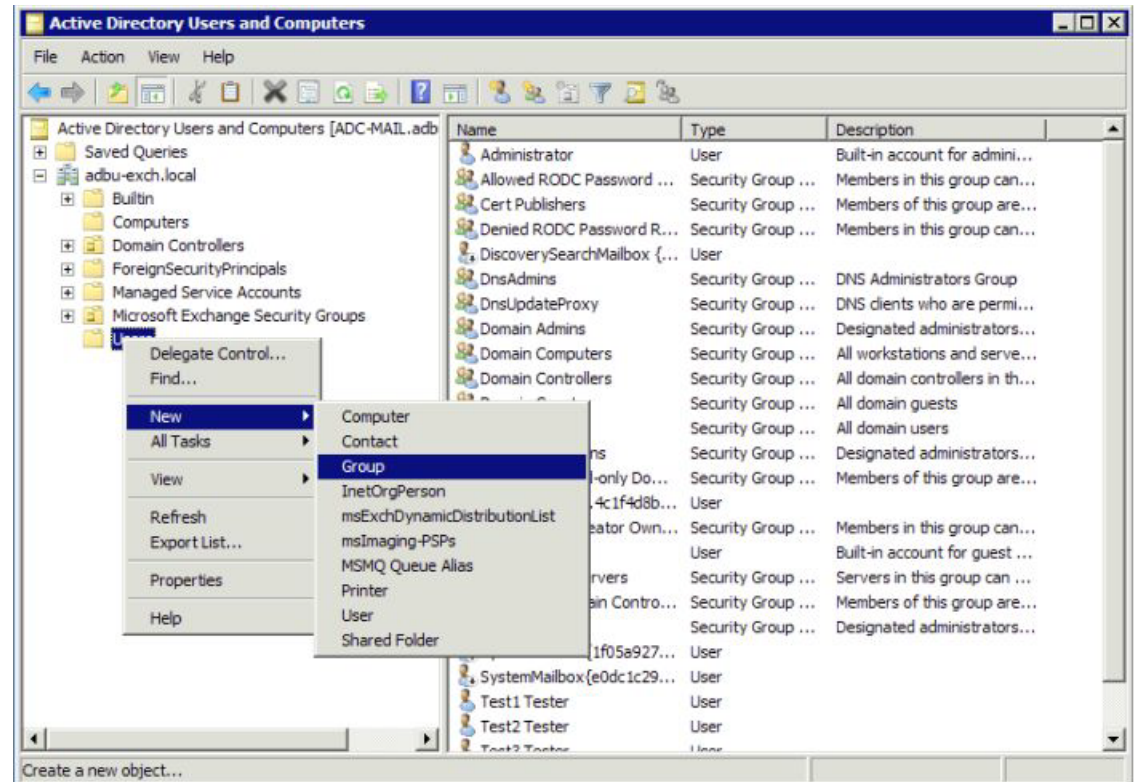 Active Directory Users and Computers
File Action View Help
Active Directory Users and Computers [ADC-MAIL.adb
Saved Queries
adbu-exch.local
Builtin
Computers
Domain Controllers
ForeignSecurityPrincipals
Managed Service Accounts
Microsoft Exchange Security Groups
Users
Delegate Control...
Find...
New
All Tasks
View
Refresh
Export List...
Properties
Help
Computer
Contact
Group
InetOrgPerson
msExchDynamicDistributionList
msImaging-PSPs
MSMQ Queue Alias
Printer
User
Shared Folder
Name Type Description
Administrator User Built-in account for admini...
Allowed RODC Password ... Security Group ... Members in this group can...
Cert Publishers Security Group ... Members of this group are...
Denied RODC Password R... Security Group ... Members in this group can...
DiscoverySearchMailbox {... User
DnsAdmins Security Group ... DNS Administrators Group
DnsUpdateProxy Security Group ... DNS clients who are permi...
Domain Admins Security Group ... Designated administrators...
Domain Computers Security Group ... All workstations and serve...
Domain Controllers Security Group ... All domain controllers in th...
Security Group ... All domain guests
Security Group ... All domain users
ns Security Group ... Designated administrators...
-only Do... Security Group ... Members of this group are...
.4c1f4d8b... User
eator Own... Security Group ... Members in this group can...
User Built-in account for guest ...
rvers Security Group ... Servers in this group can ...
ain Contro... Security Group ... Members of this group are...
Security Group ... Designated administrators...
{1f05a927... User
SystemMailbox{e0dc1c29... User
Test1 Tester User
Test2 Tester User
Test3 Tester User
Create a new object...